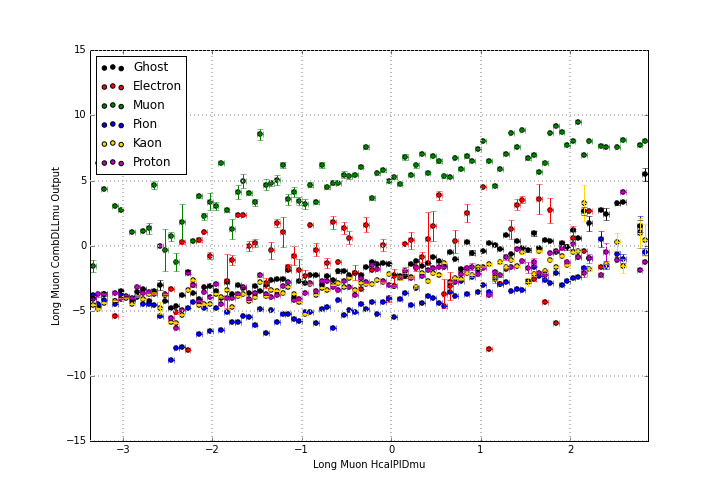 15
10
5
0
−5
−10
−15
Long Muon CombDLLmu Output
Ghost
Electron
Muon
Pion
Kaon
Proton
−3 −2 −1 0 1 2
Long Muon HcalPIDmu